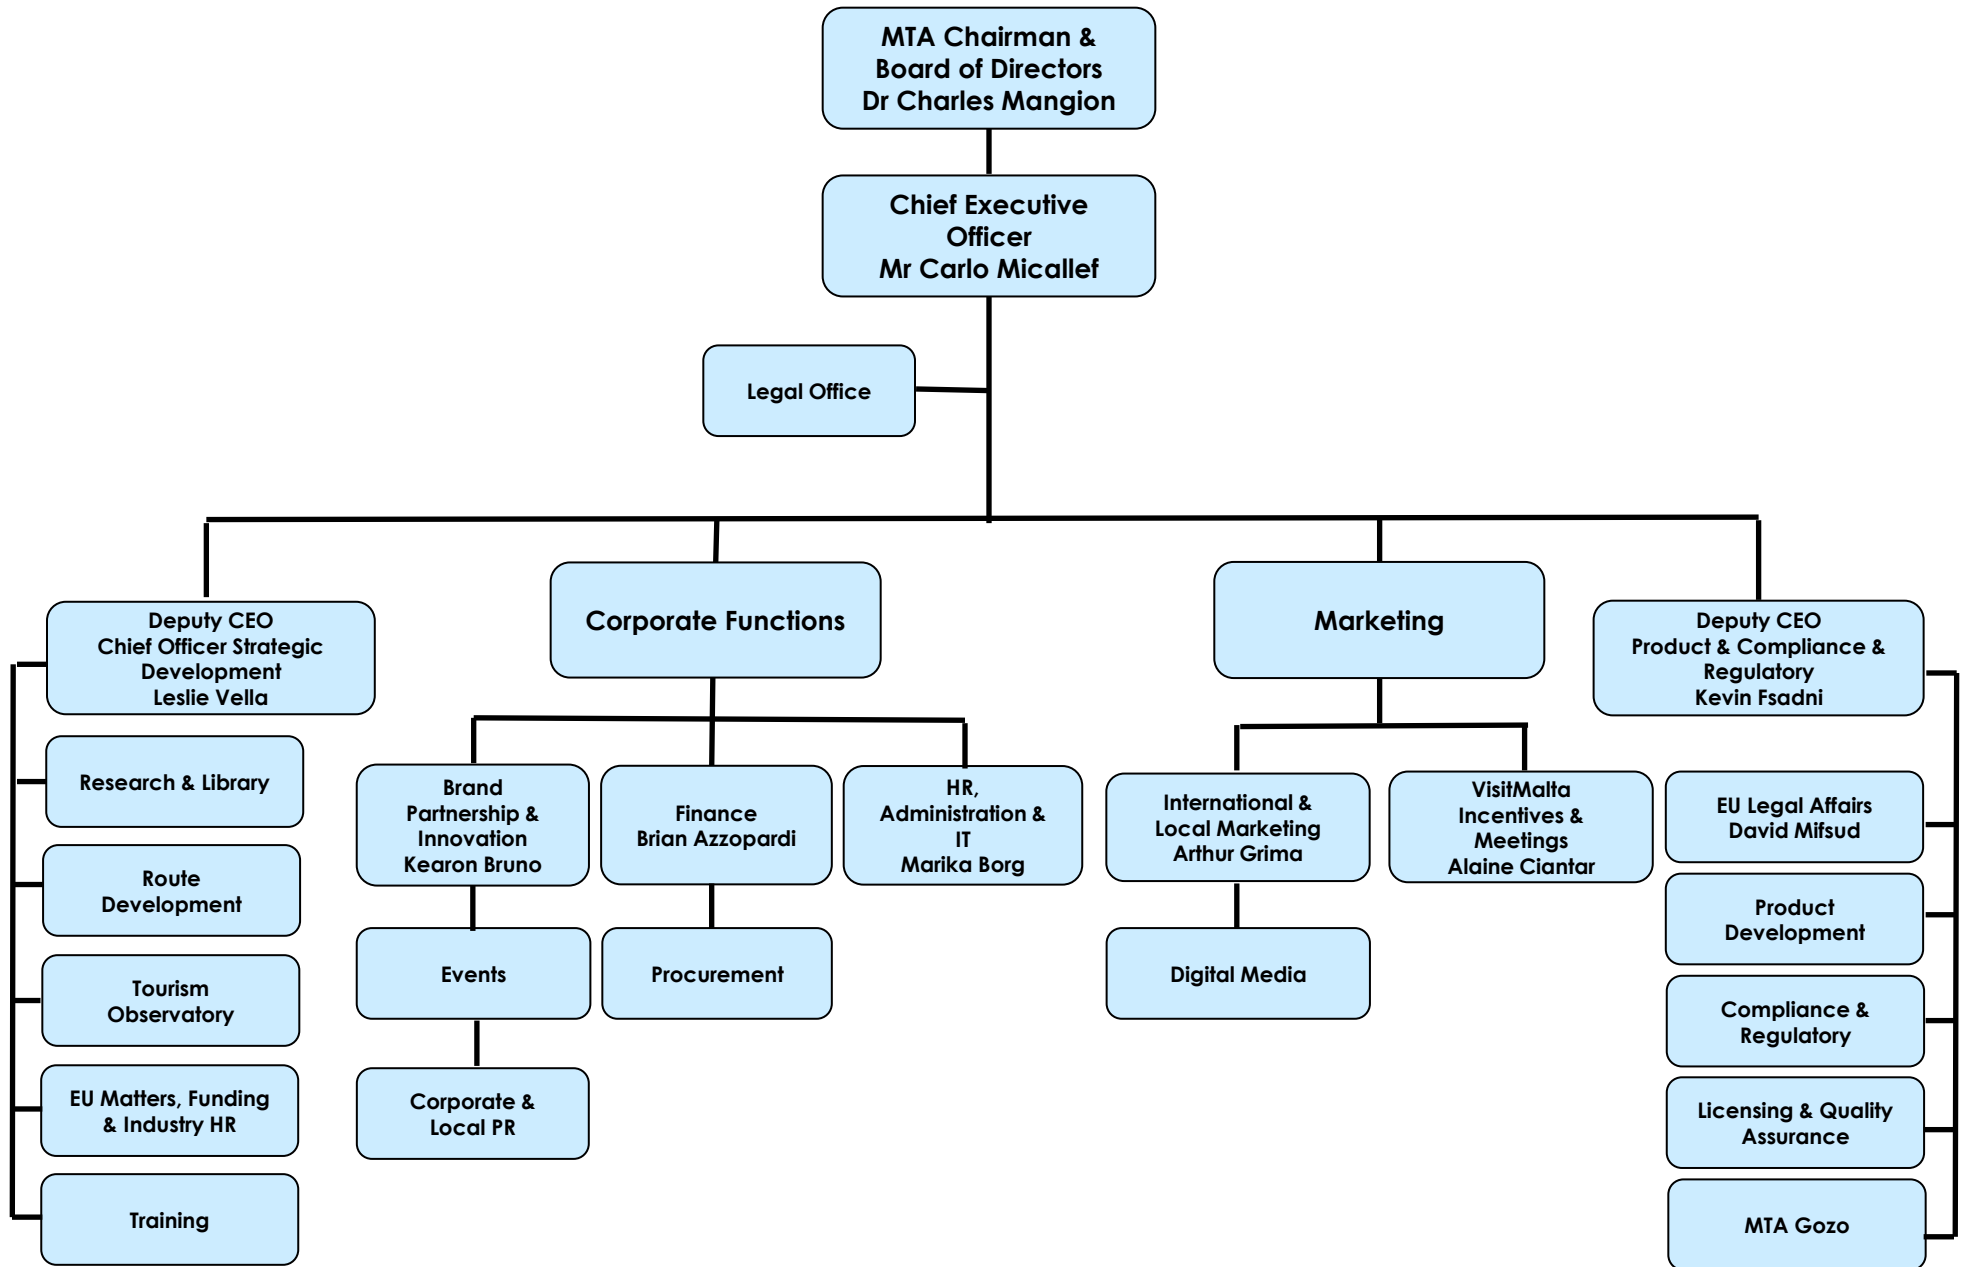 MTA Chairman &
Board of Directors
Dr Charles Mangion
Chief Executive
Officer
Mr Carlo Micallef
Legal Office
Deputy CEO
Chief Officer Strategic
Development
Leslie Vella
Corporate Functions
Marketing
Deputy CEO
Product & Compliance &
Regulatory
Kevin Fsadni
Research & Library
Route
Development
Tourism
Observatory
EU Matters, Funding
& Industry HR
Training
Brand
Partnership &
Innovation
Kearon Bruno
Events
Corporate &
Local PR
Finance
Brian Azzopardi
Procurement
HR,
Administration &
IT
Marika Borg
International &
Local Marketing
Arthur Grima
Digital Media
VisitMalta
Incentives &
Meetings
Alaine Ciantar
EU Legal Affairs
David Mifsud
Product
Development
Compliance &
Regulatory
Licensing & Quality
Assurance
MTA Gozo